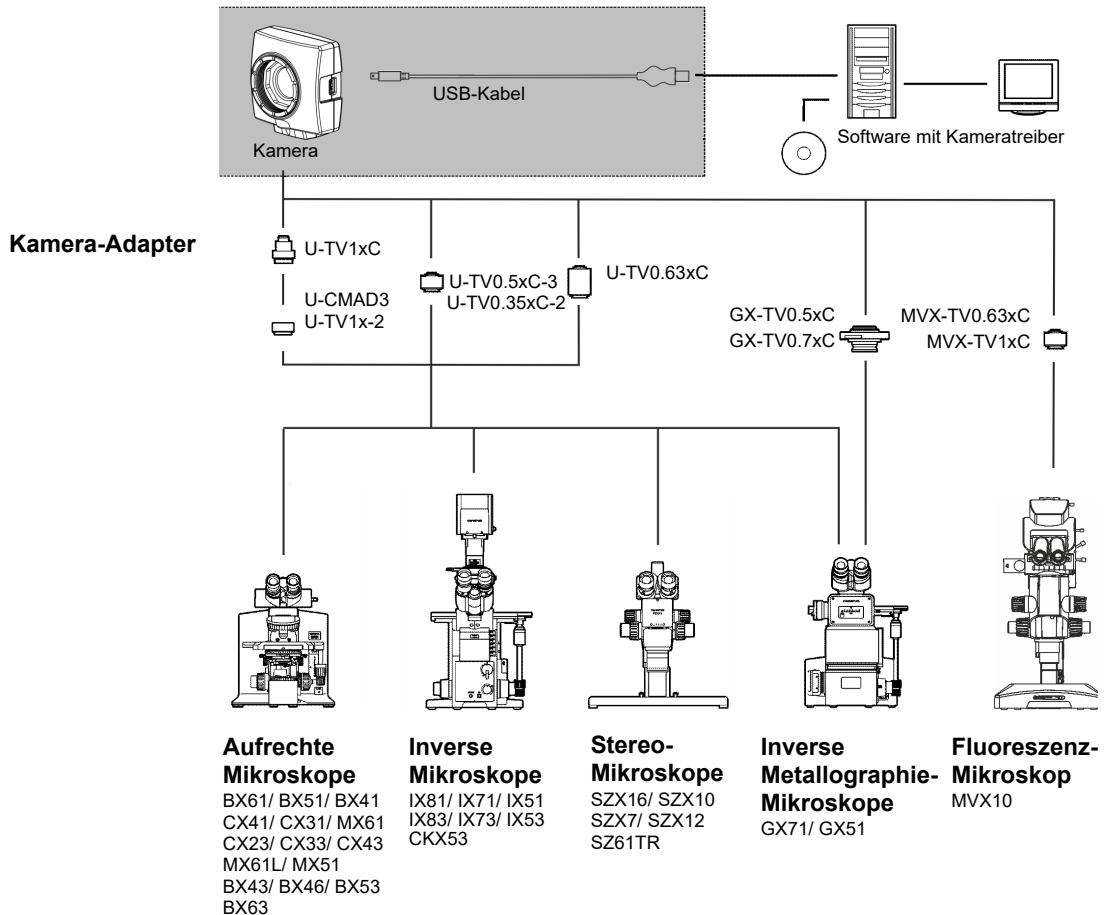 USB-Kabel
Kamera
Software mit Kameratreiber
Kamera-Adapter
U-TV1xC
U-CMAD3
U-TV1x-2
U-TV0.5xC-3
U-TV0.35xC-2
U-TV0.63xC
GX-TV0.5xC
GX-TV0.7xC
MVX-TV0.63xC
MVX-TV1xC
Aufrechte
Mikroskope
BX61/ BX51/ BX41
CX41/ CX31/ MX61
CX23/ CX33/ CX43
MX61L/ MX51
BX43/ BX46/ BX53
BX63
Inverse
Mikroskope
IX81/ IX71/ IX51
IX83/ IX73/ IX53
CKX53
Stereo-
Mikroskope
SZX16/ SZX10
SZX7/ SZX12
SZ61TR
Inverse
Metallographie-
Mikroskope
GX71/ GX51
Fluoreszenz-
Mikroskop
MVX10